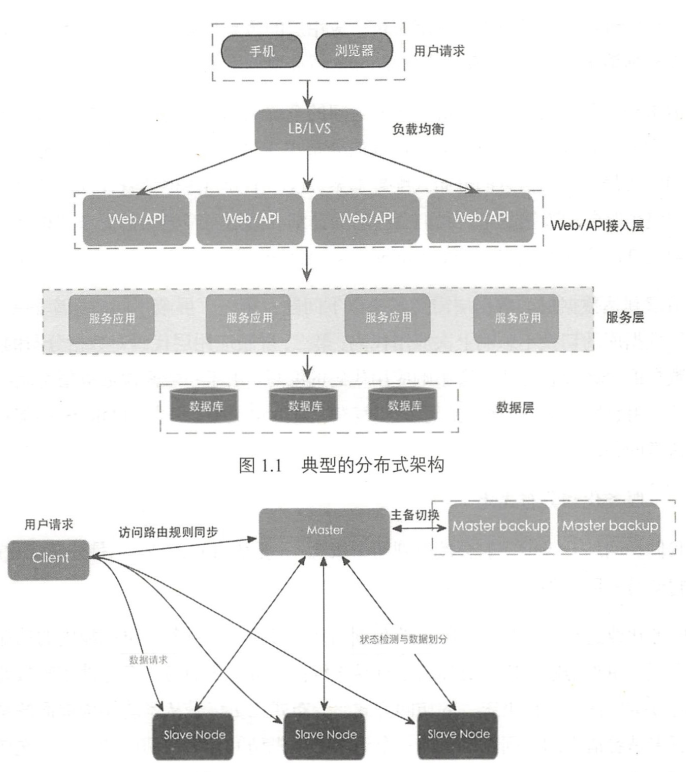 手机
浏览器
用户请求
LB/LVS
负载均衡
Web/API
Web/API
Web/API
Web/API
Web/API接入层
服务应用
服务应用
服务应用
服务应用
服务层
数据库
数据库
数据库
数据层
图 1.1 典型的分布式架构
用户请求
Client
访问路由规则同步
Master
主备切换
Master backup
Master backup
数据请求
状态检测与数据划分
Slave Node
Slave Node
Slave Node